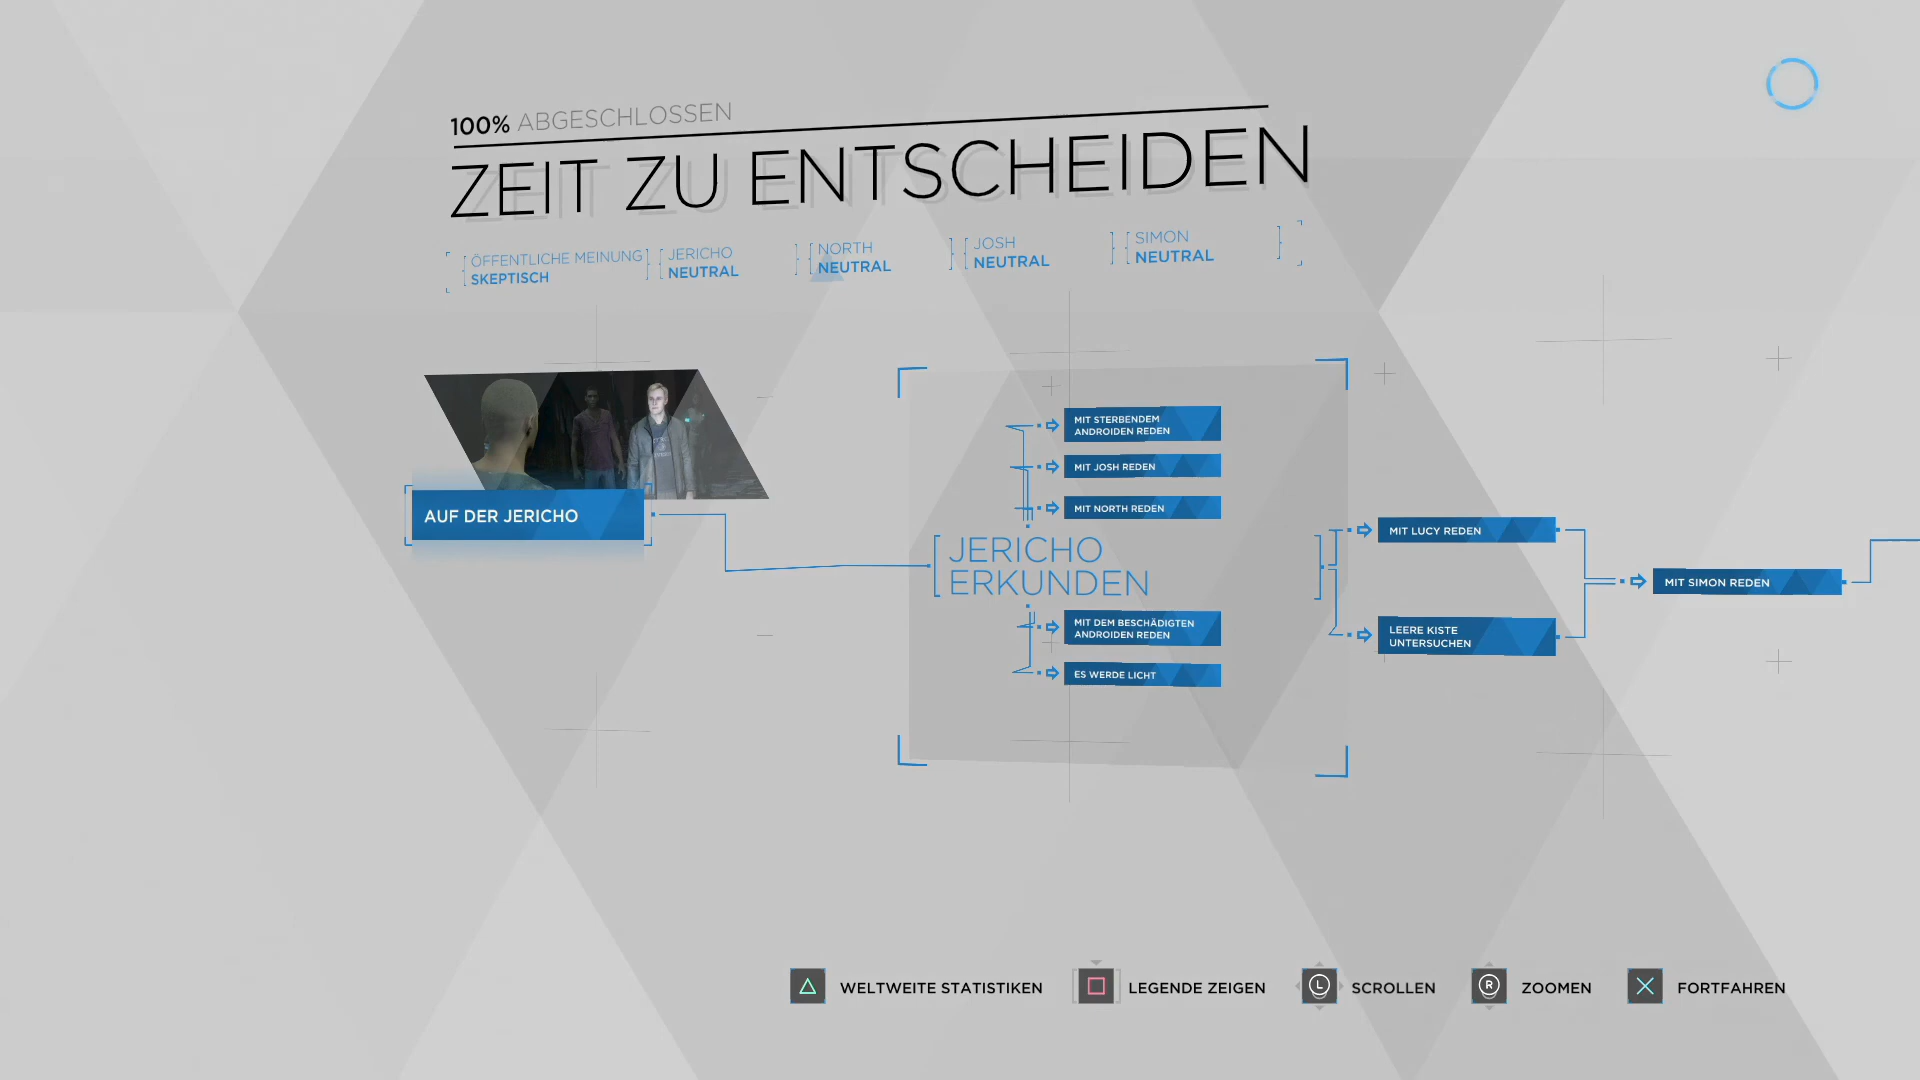 100% ABGESCHLOSSEN
ZEIT ZU ENTSCHEIDEN
ÖFFENTLICHE MEINUNG
SKEPTISCH
JERICHO
NEUTRAL
NORTH
NEUTRAL
JOSH
NEUTRAL
SIMON
NEUTRAL
AUF DER JERICHO
MIT STERBENDEM
ANDROIDEN REDEN
MIT JOSH REDEN
MIT NORTH REDEN
JERICHO
ERKUNDEN
MIT DEM BESCHÄDIGTEN
ANDROIDEN REDEN
ES WERDE LICHT
MIT LUCY REDEN
LEERE KISTE
UNTERSUCHEN
MIT SIMON REDEN
WELTWEITE STATISTIKEN
LEGENDE ZEIGEN
L SCROLLEN
R ZOOMEN
FORTFAHREN